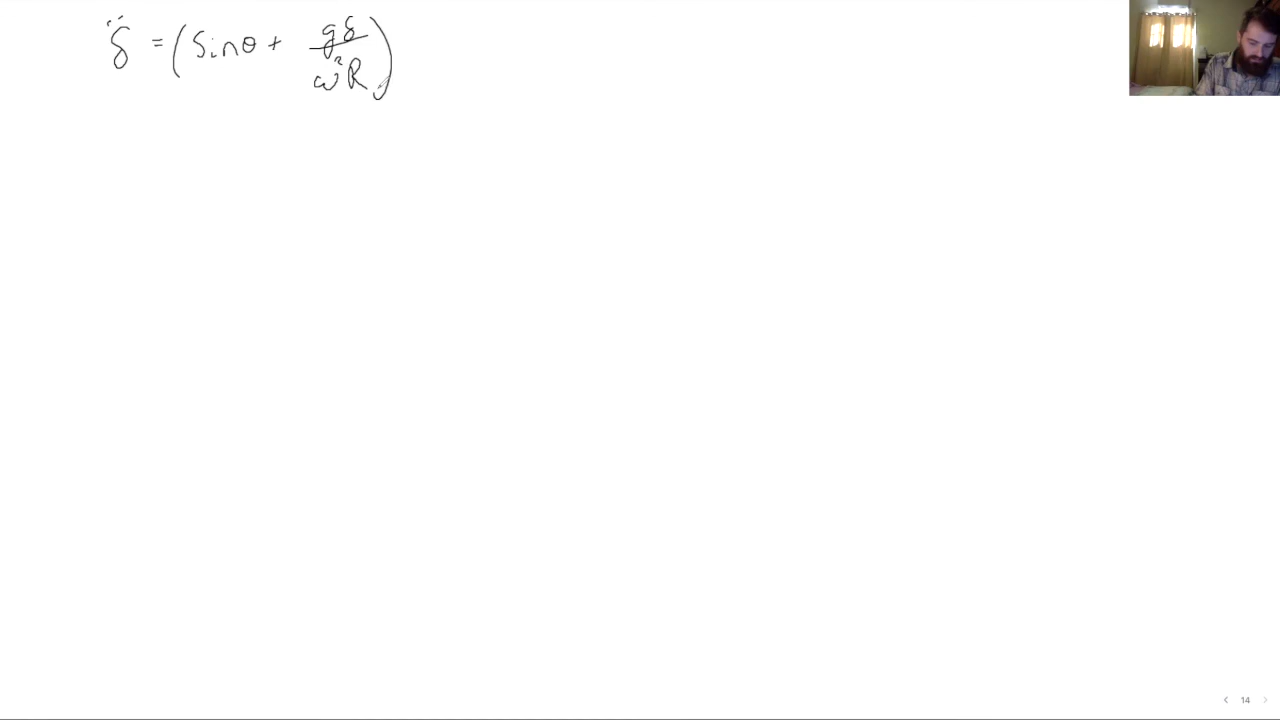 δ̈ = (Sinθ + gδ/ω²R)
14